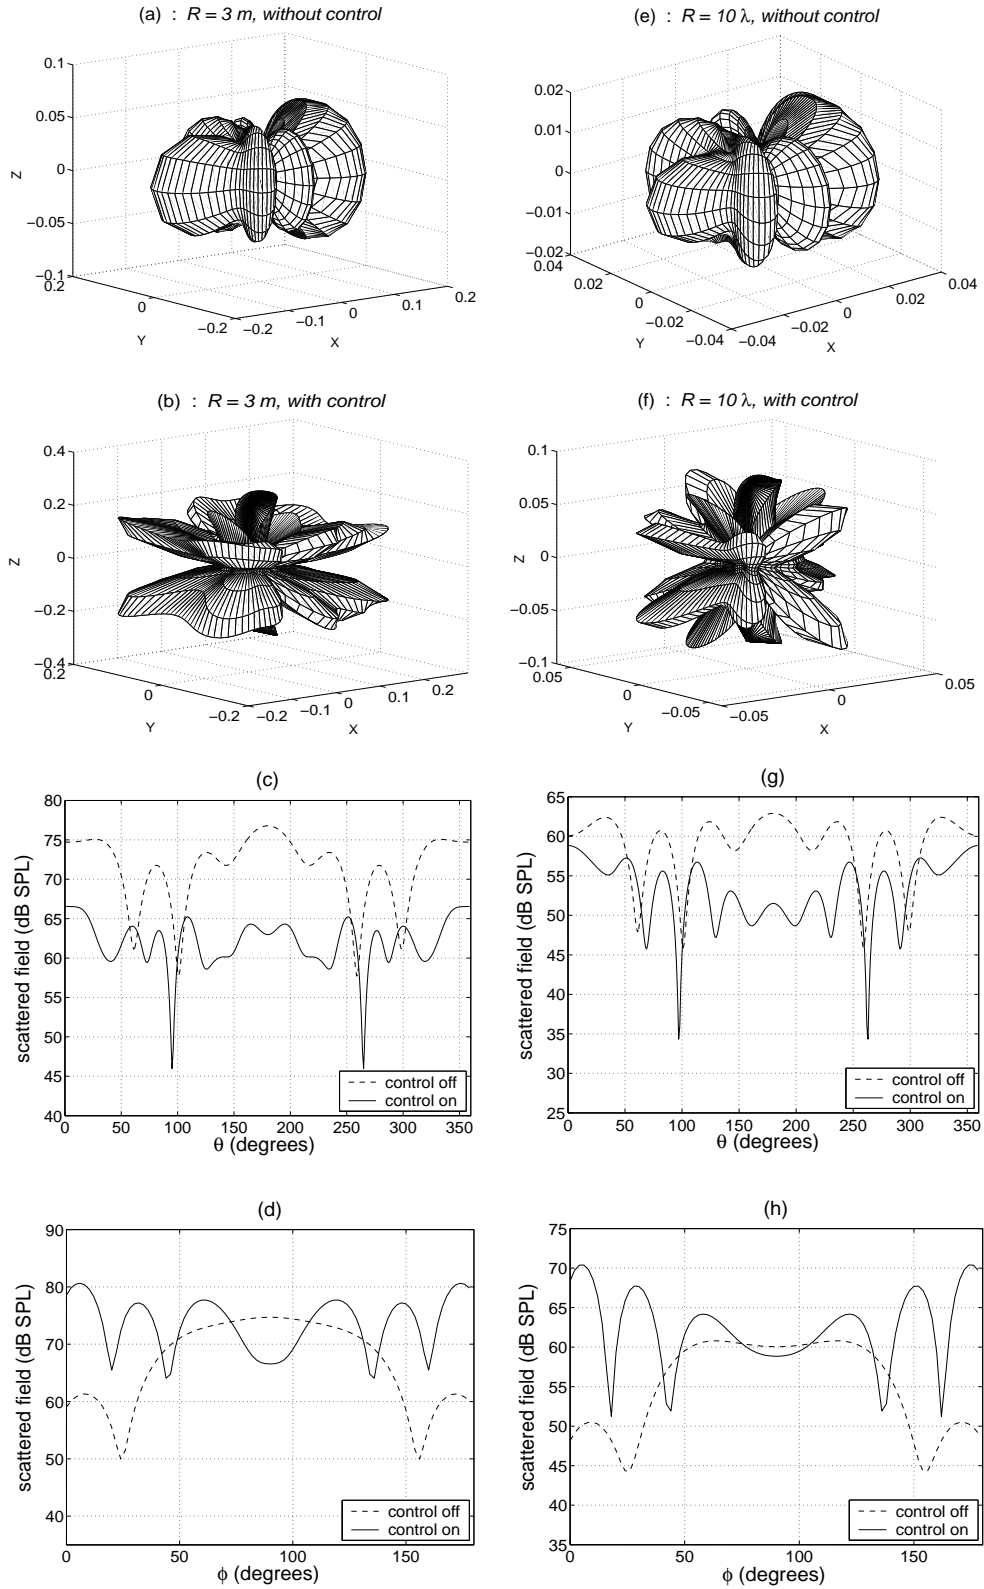 (a) : R = 3 m, without control
0.1
0.05
0
−0.05
−0.1
Z
0.2
0
−0.2
Y
−0.2
−0.1
0
0.1
0.2
X
(e) : R = 10 λ, without control
0.02
0.01
0
−0.01
−0.02
Z
0.04
0.02
0
−0.02
−0.04
Y
−0.04
−0.02
0
0.02
0.04
X
(b) : R = 3 m, with control
0.4
0.2
0
−0.2
−0.4
Z
0.2
0
−0.2
Y
−0.2
−0.1
0
0.1
0.2
X
(f) : R = 10 λ, with control
0.1
0.05
0
−0.05
−0.1
Z
0.05
0
−0.05
Y
−0.05
0
0.05
X
(c)
80
75
70
65
60
55
50
45
40
scattered field (dB SPL)
0 50 100 150 200 250 300 350
θ (degrees)
control off
control on
(g)
65
60
55
50
45
40
35
30
25
scattered field (dB SPL)
0 50 100 150 200 250 300 350
θ (degrees)
control off
control on
(d)
90
80
70
60
50
40
scattered field (dB SPL)
0 50 100 150
ϕ (degrees)
control off
control on
(h)
75
70
65
60
55
50
45
40
35
scattered field (dB SPL)
0 50 100 150
ϕ (degrees)
control off
control on